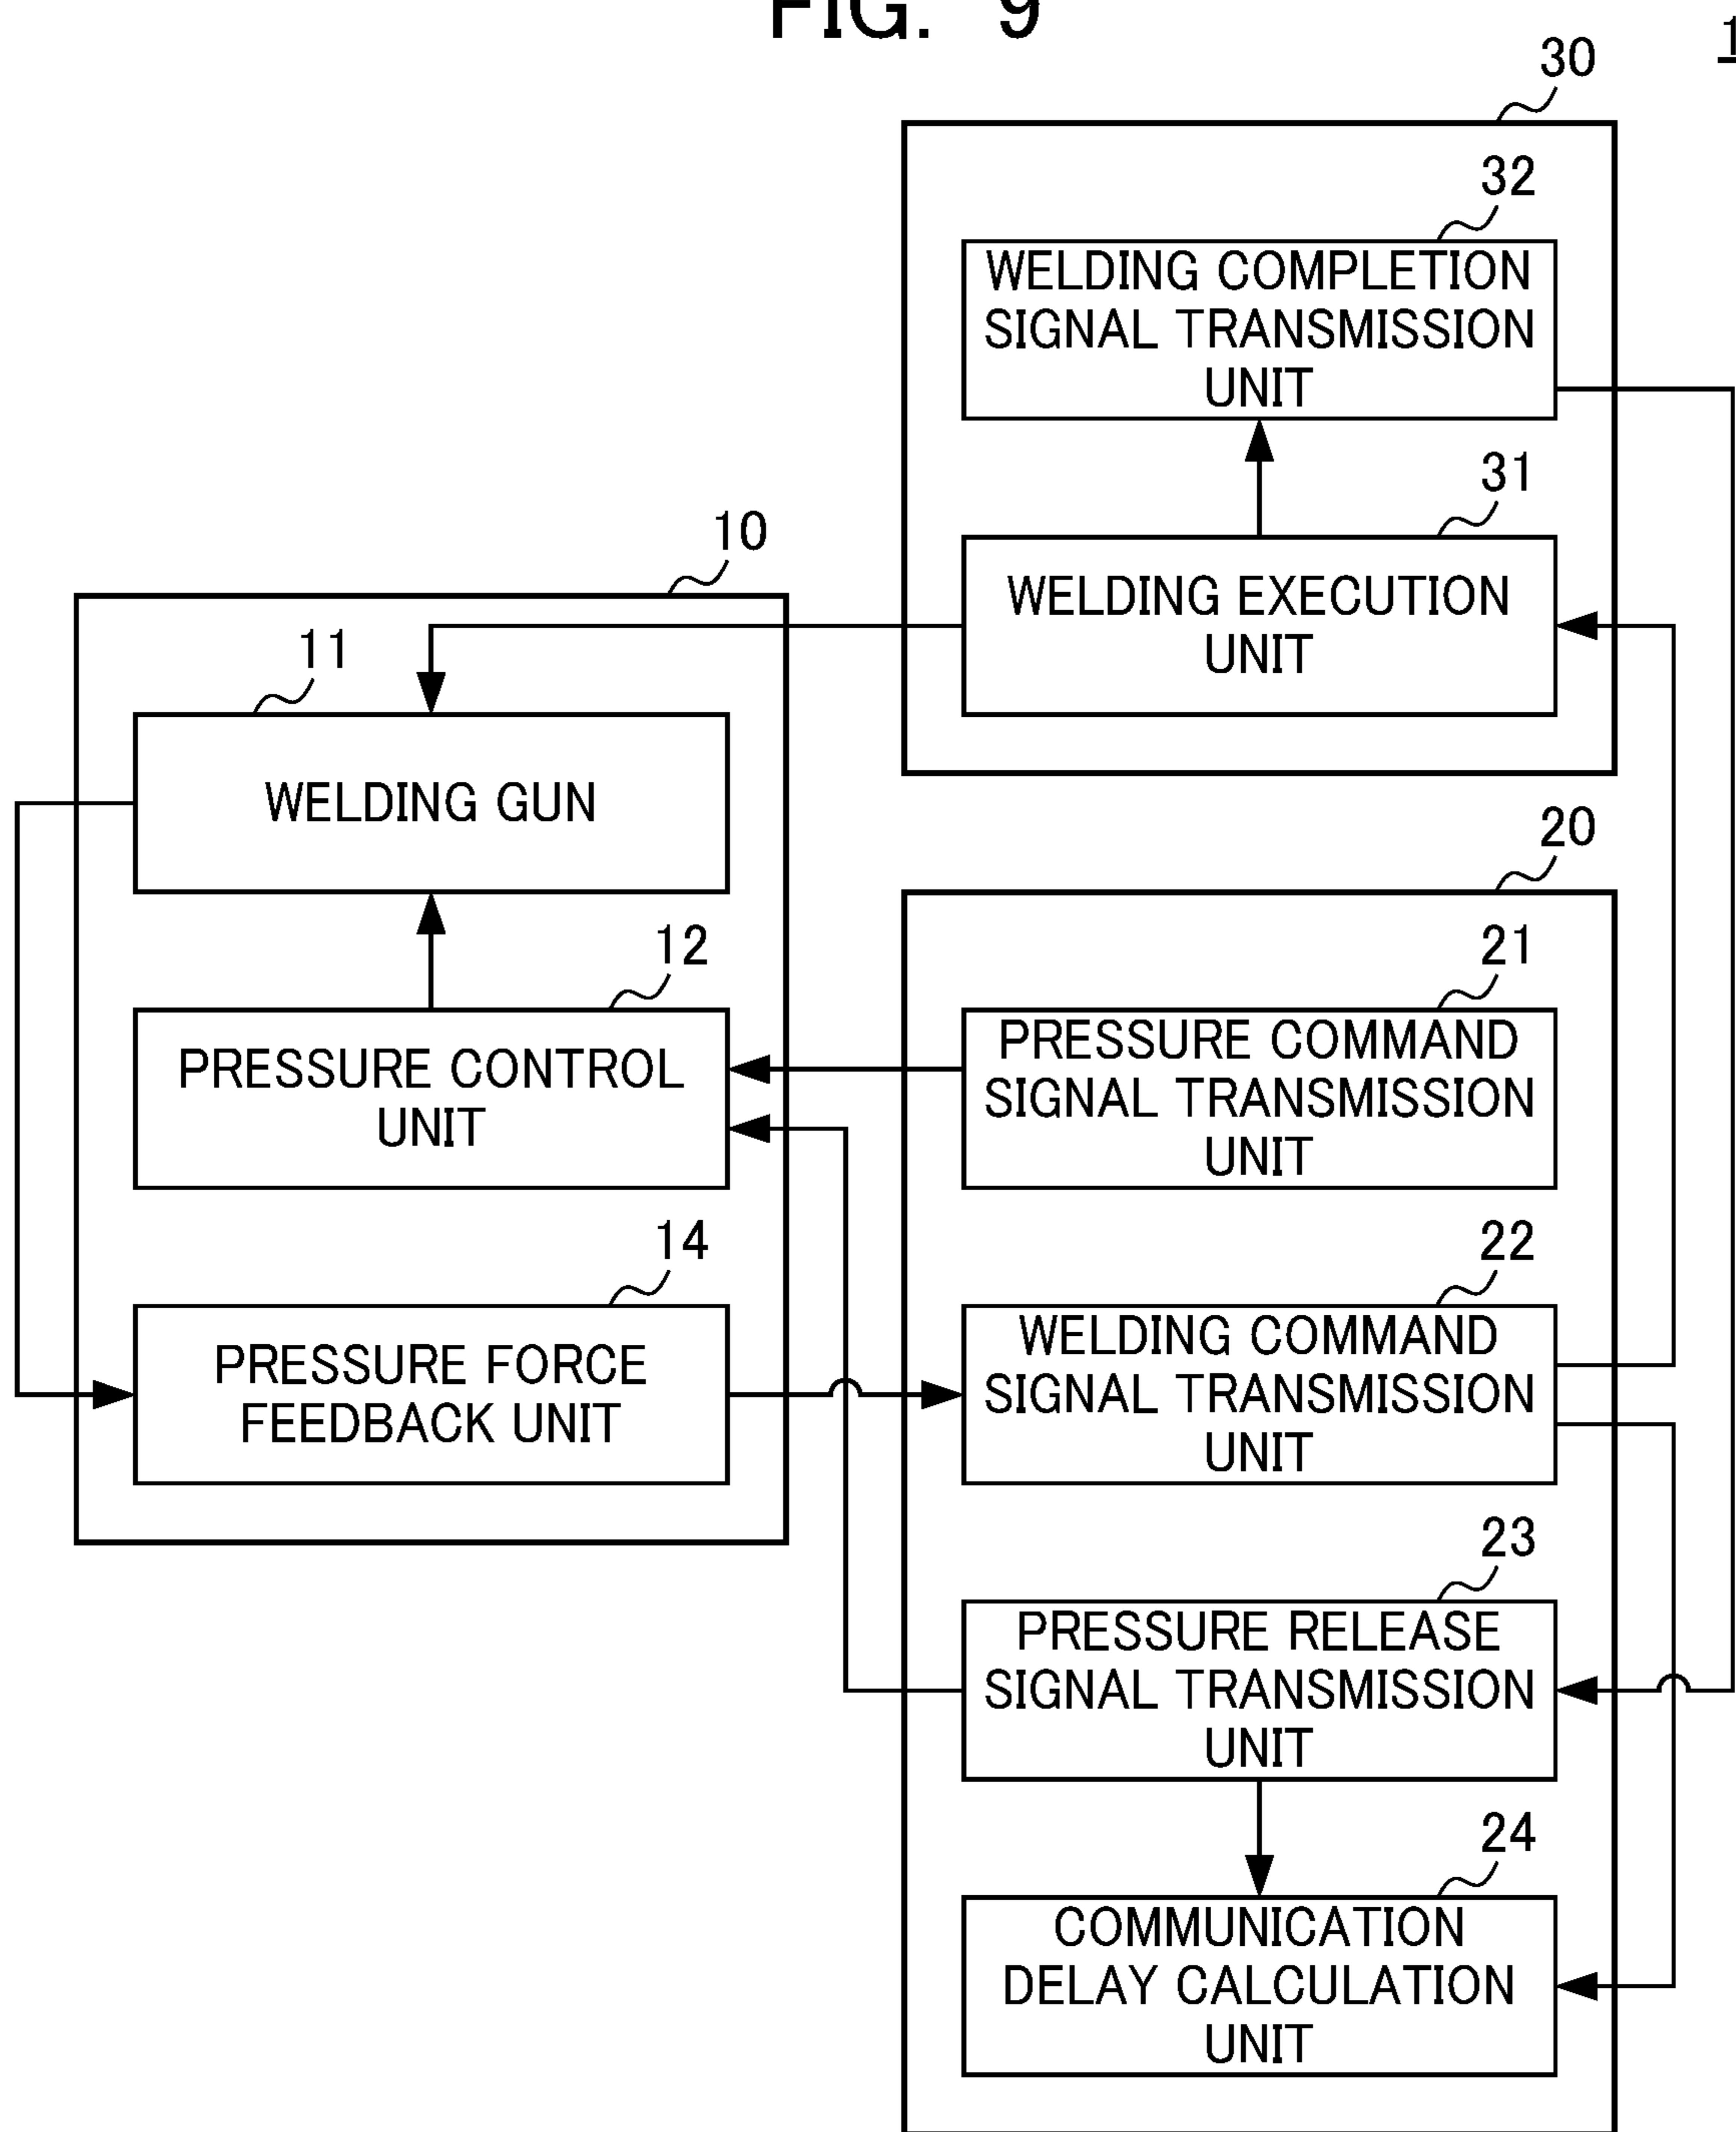 FIG. 9
30
32
WELDING COMPLETION
SIGNAL TRANSMISSION
UNIT
31
WELDING EXECUTION
UNIT
10
11
WELDING GUN
12
PRESSURE CONTROL
UNIT
14
PRESSURE FORCE
FEEDBACK UNIT
20
21
PRESSURE COMMAND
SIGNAL TRANSMISSION
UNIT
22
WELDING COMMAND
SIGNAL TRANSMISSION
UNIT
23
PRESSURE RELEASE
SIGNAL TRANSMISSION
UNIT
24
COMMUNICATION
DELAY CALCULATION
UNIT